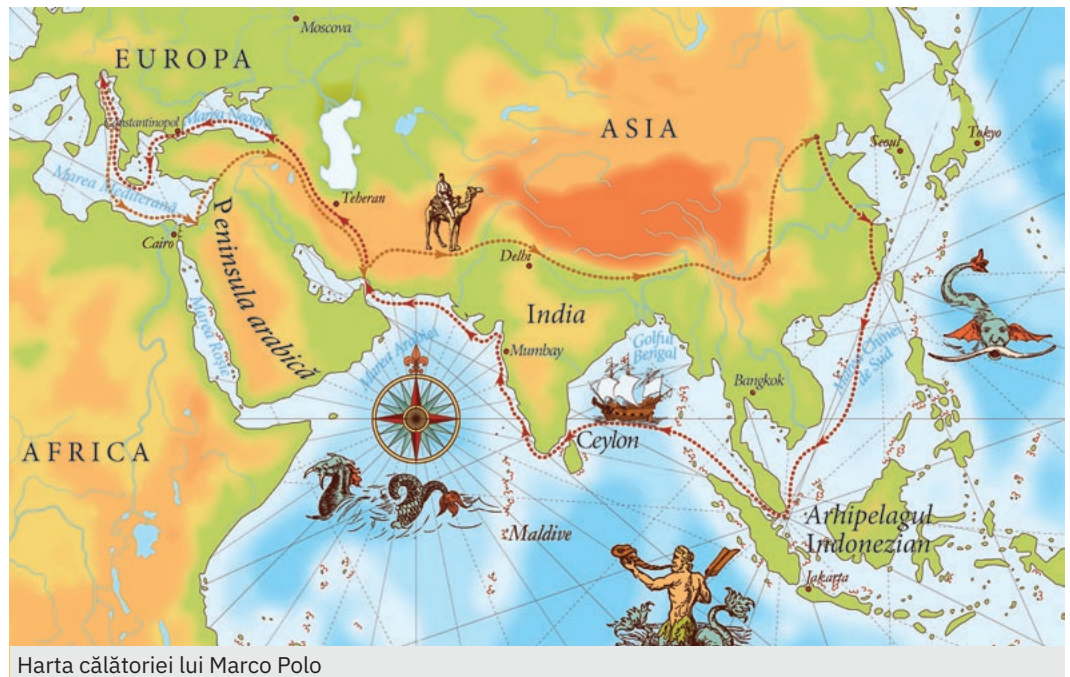 Moscova
EUROPA
Constantinopol
Marea Neagră
ASIA
Seoul
Tokyo
Marea Mediterană
Teheran
Cairo
Peninsula arabică
Delhi
Marea Roșie
India
Marea Arabiei
Mumbay
Golful
Bengal
Bangkok
Marea Chinei
de Sud
AFRICA
Ceylon
Maldive
Arhipelagul
Indonezian
Jakarta
Harta călătoriei lui Marco Polo